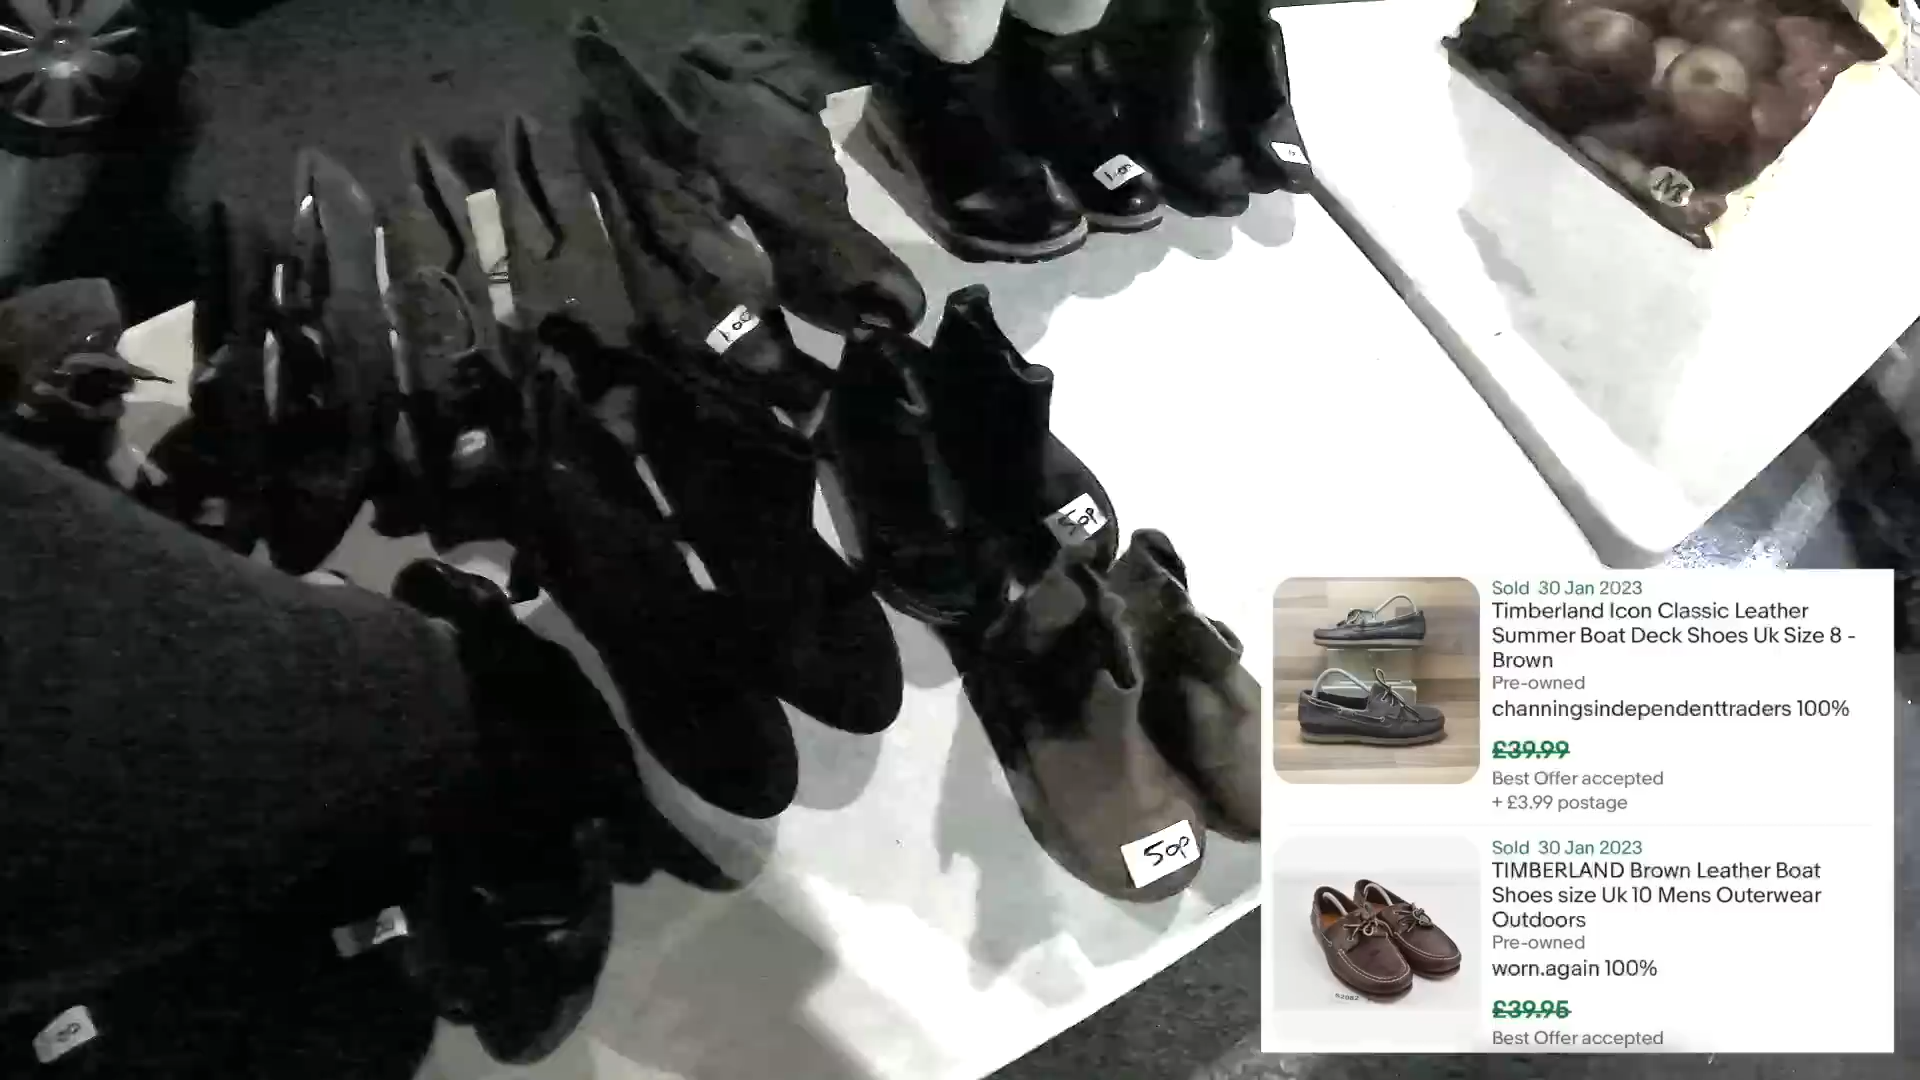 1.00
50p
M
50p
Sold 30 Jan 2023
Timberland Icon Classic Leather
Summer Boat Deck Shoes Uk Size 8 -
Brown
Pre-owned
channingsindependenttraders 100%
£39.99
Best Offer accepted
+ £3.99 postage
Sold 30 Jan 2023
TIMBERLAND Brown Leather Boat
Shoes size Uk 10 Mens Outerwear
Outdoors
Pre-owned
worn.again 100%
£39.95
Best Offer accepted